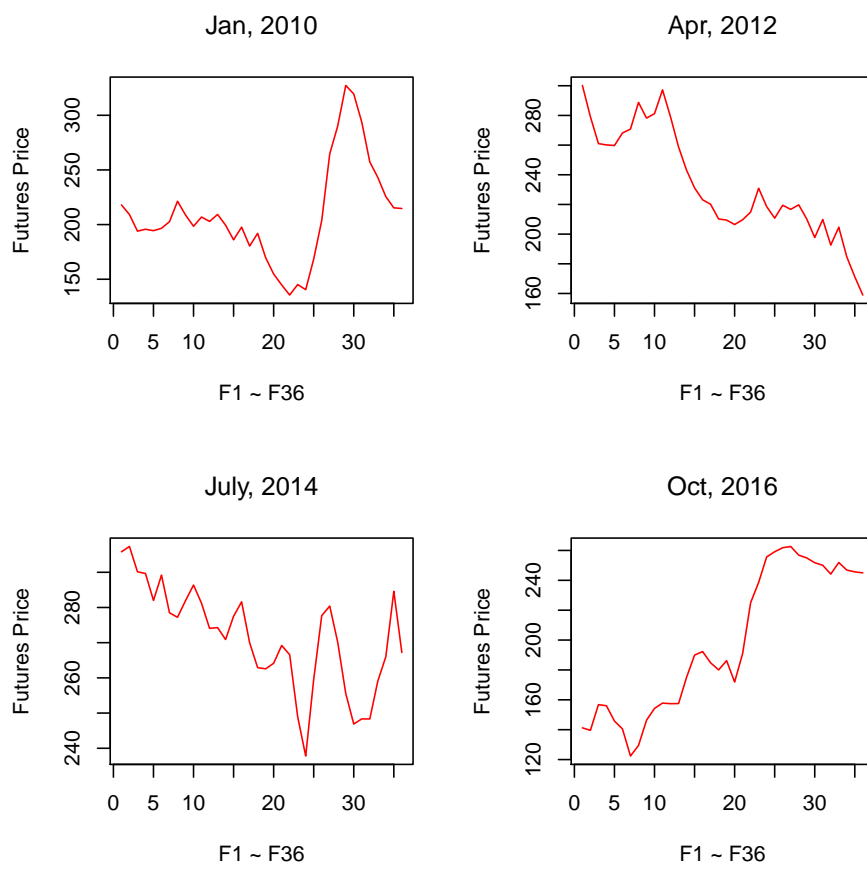 Jan, 2010
Futures Price
300
250
200
150
0 5 10 20 30
F1 ~ F36
Apr, 2012
Futures Price
280
240
200
160
0 5 10 20 30
F1 ~ F36
July, 2014
Futures Price
280
260
240
0 5 10 20 30
F1 ~ F36
Oct, 2016
Futures Price
240
200
160
120
0 5 10 20 30
F1 ~ F36